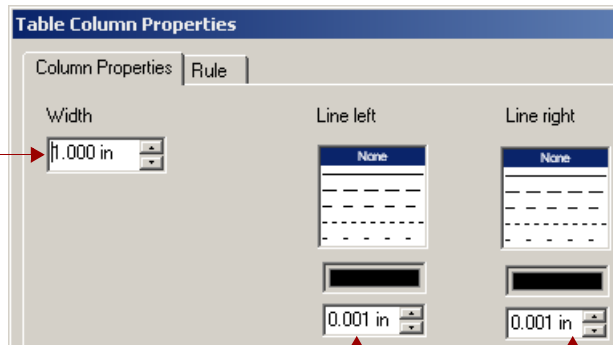 Table Column Properties
Column Properties Rule
Width Line left Line right
1.000 in None None
0.001 in 0.001 in